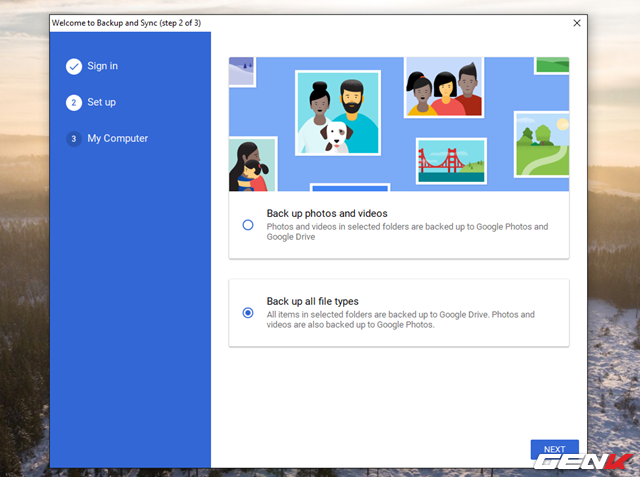 Welcome to Backup and Sync (step 2 of 3)
Sign in
2 Set up
3 My Computer
Back up photos and videos
Photos and videos in selected folders are backed up to Google Photos and
Google Drive
Back up all file types
All items in selected folders are backed up to Google Drive. Photos and
videos are also backed up to Google Photos.
NEXT
GENK